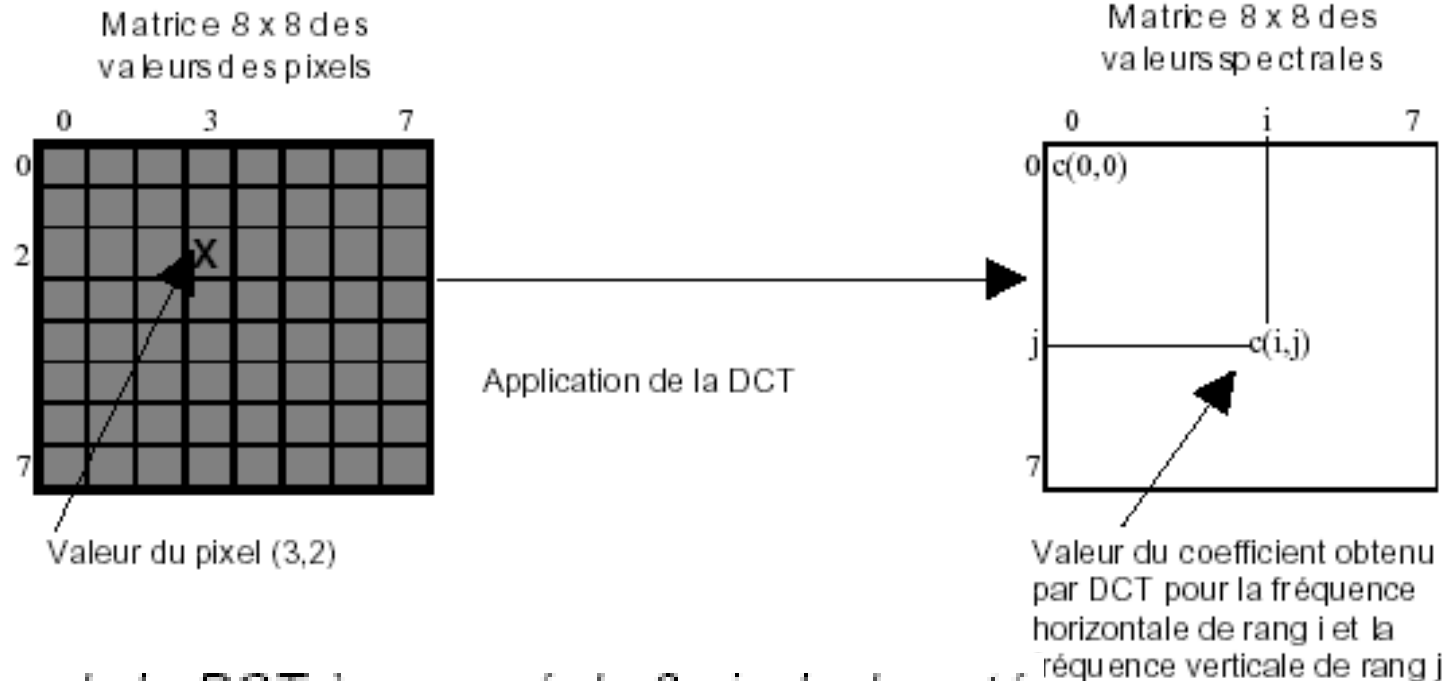 Matrice 8 x 8 des
valeurs des pixels
0 3 7
0
2
X
7
Valeur du pixel (3,2)
Application de la DCT
Matrice 8 x 8 des
valeurs spectrales
0 i 7
0 c(0,0)
j c(i,j)
7
Valeur du coefficient obtenu
par DCT pour la fréquence
horizontale de rang i et la
réquence verticale de rang j